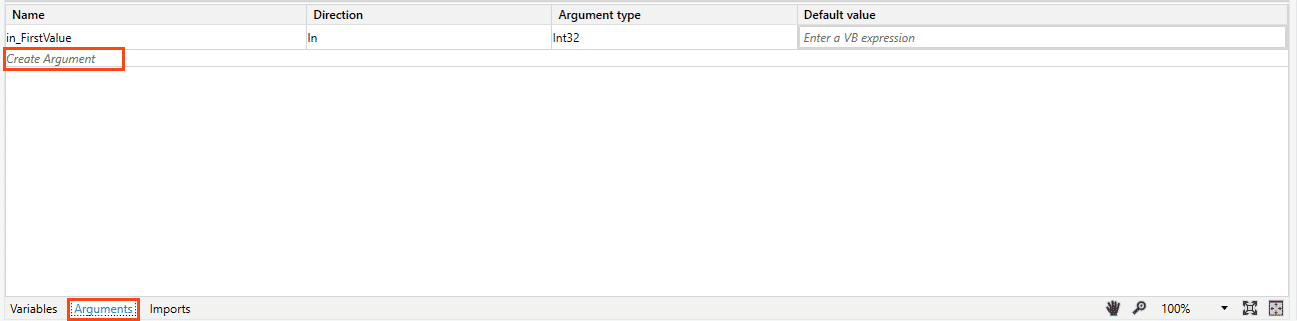 Name Direction Argument type Default value
in_FirstValue In Int32 Enter a VB expression
Create Argument
Variables Arguments Imports 100%